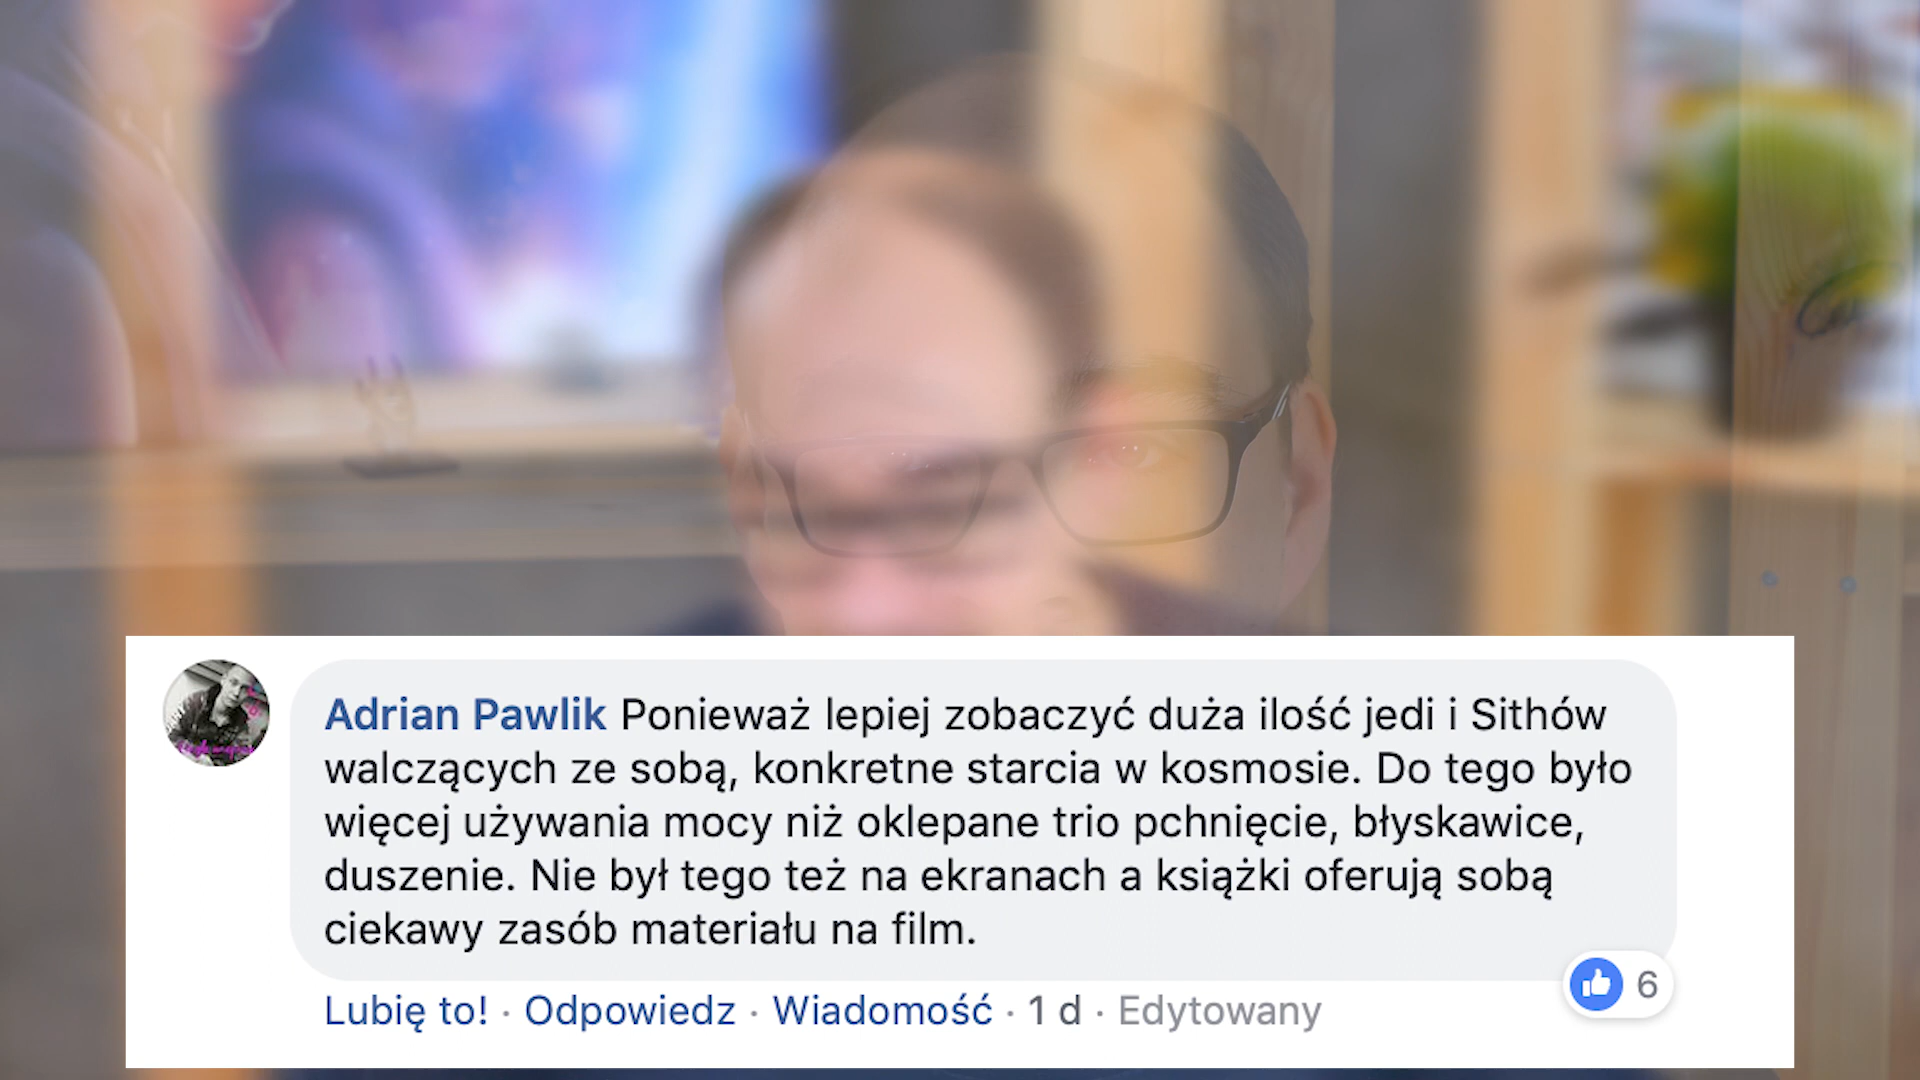 Adrian Pawlik Ponieważ lepiej zobaczyć duża ilość jedi i Sithów
walczących ze sobą, konkretne starcia w kosmosie. Do tego było
więcej używania mocy niż oklepane trio pchnięcie, błyskawice,
duszenie. Nie był tego też na ekranach a książki oferują sobą
ciekawy zasób materiału na film.
6
Lubię to! · Odpowiedz · Wiadomość · 1 d · Edytowany